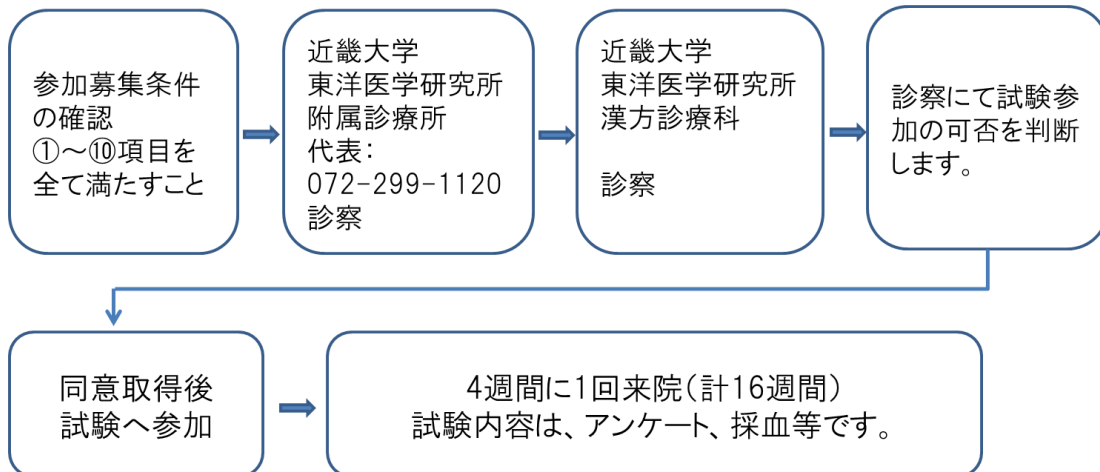 参加募集条件
の確認
①～⑩項目を
全て満たすこと
近畿大学
東洋医学研究所
附属診療所
代表：
072-299-1120
診察
近畿大学
東洋医学研究所
漢方診療科
診察
診察にて試験参
加の可否を判断
します。
同意取得後
試験へ参加
4週間に1回来院（計16週間）
試験内容は、アンケート、採血等です。